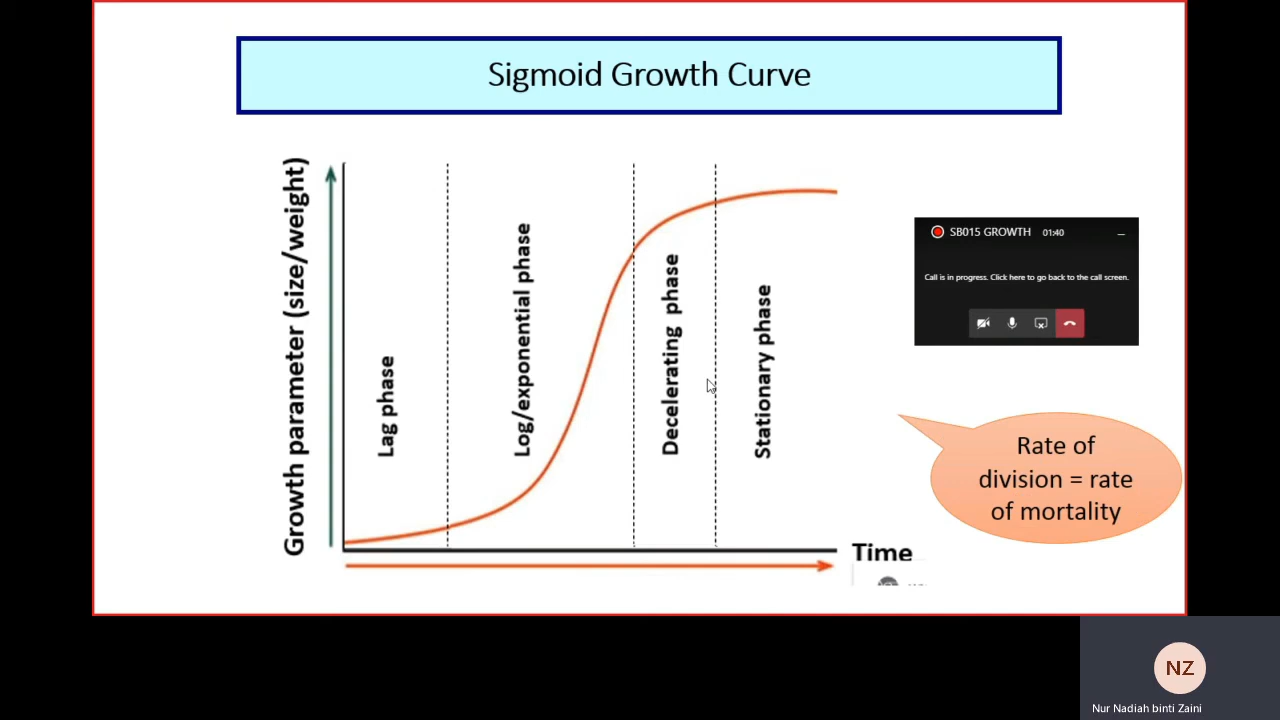 Sigmoid Growth Curve
Growth parameter (size/weight)
Lag phase
Log/exponential phase
Decelerating phase
Stationary phase
Time
SB015 GROWTH 01:40
Call is in progress. Click here to go back to the call screen.
Rate of
division = rate
of mortality
NZ
Nur Nadiah binti Zaini